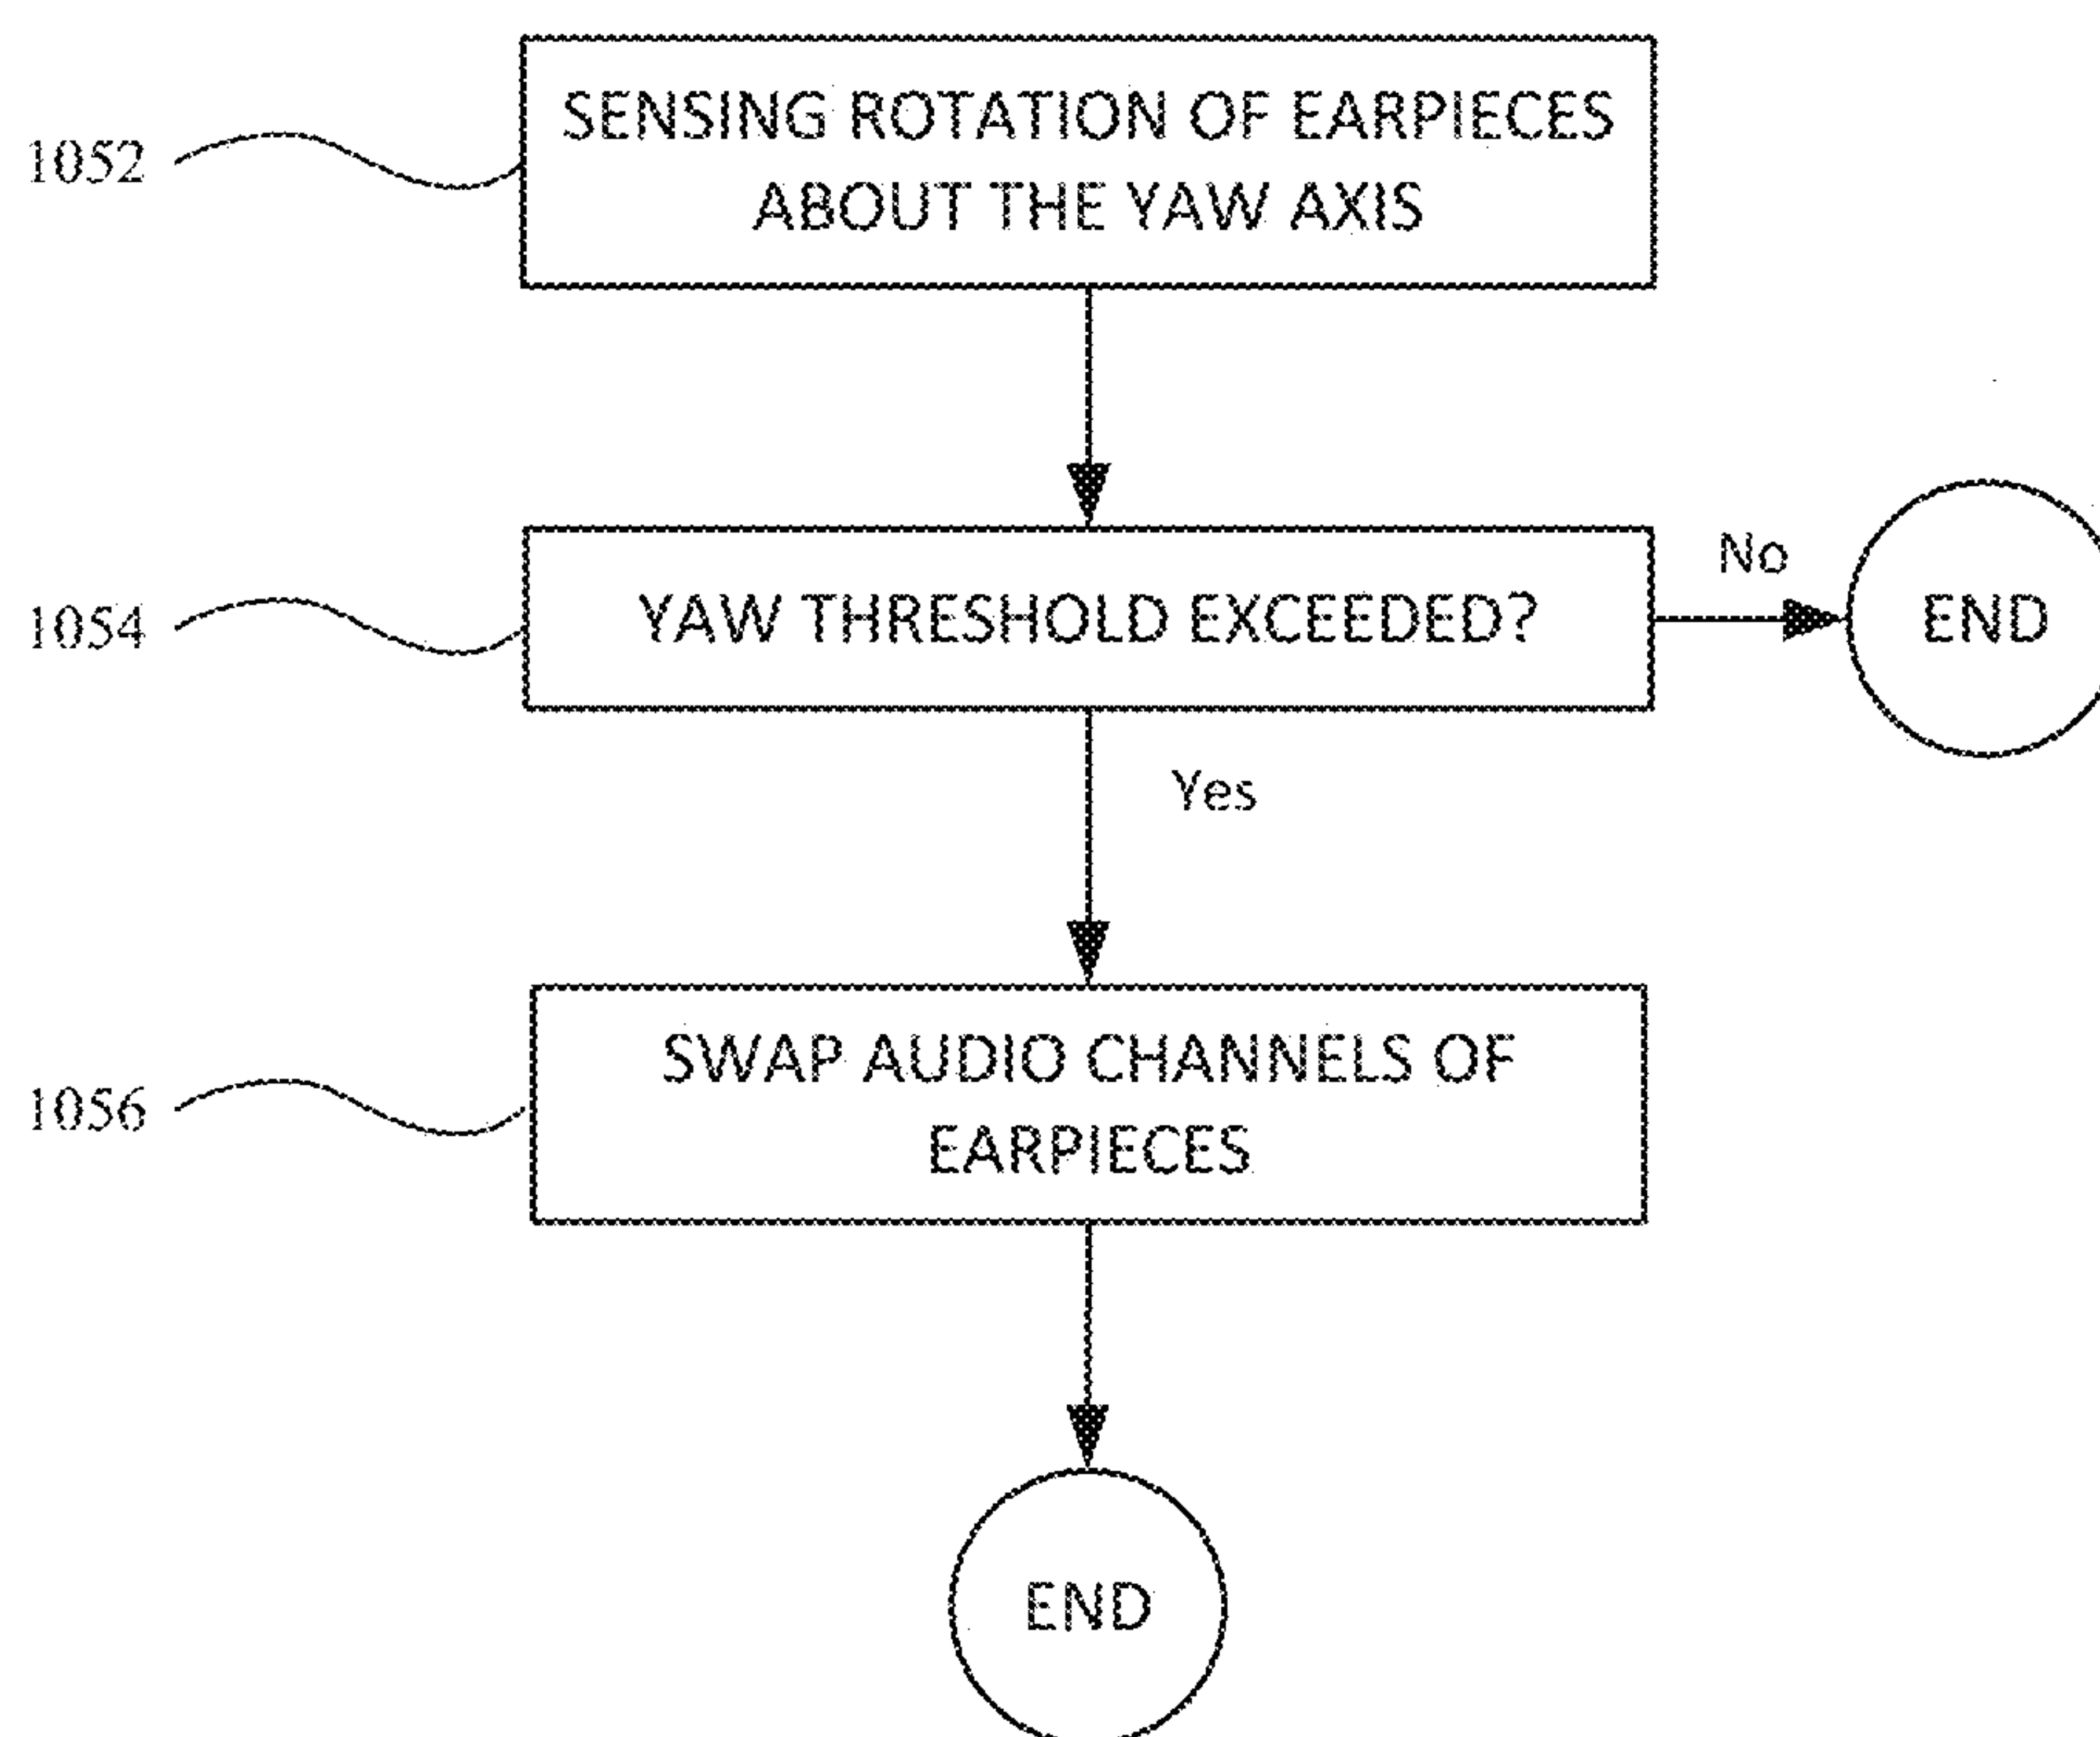 1052
SENSING ROTATION OF EARPIECES
ABOUT THE YAW AXIS
1054
YAW THRESHOLD EXCEEDED?
No
END
Yes
1056
SWAP AUDIO CHANNELS OF
EARPIECES
END